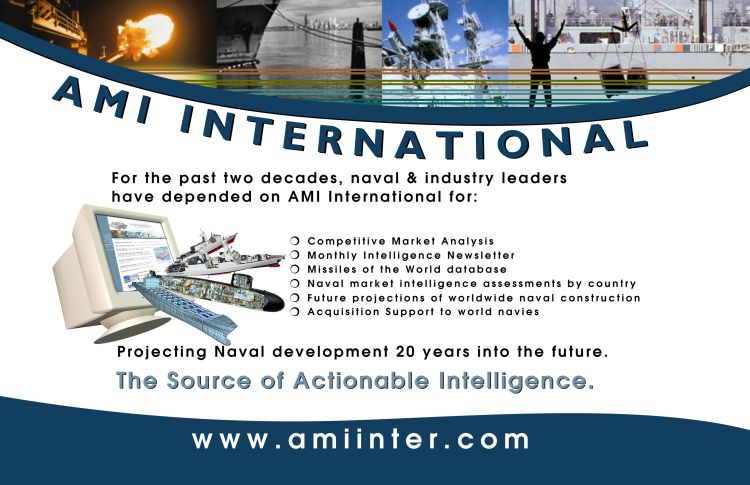 AMI INTERNATIONAL
For the past two decades, naval & industry leaders
have depended on AMI International for:
Competitive Market Analysis
Monthly Intelligence Newsletter
Missiles of the World database
Naval market intelligence assessments by country
Future projections of worldwide naval construction
Acquisition Support to world navies
Projecting Naval development 20 years into the future.
The Source of Actionable Intelligence.
www.amiinter.com